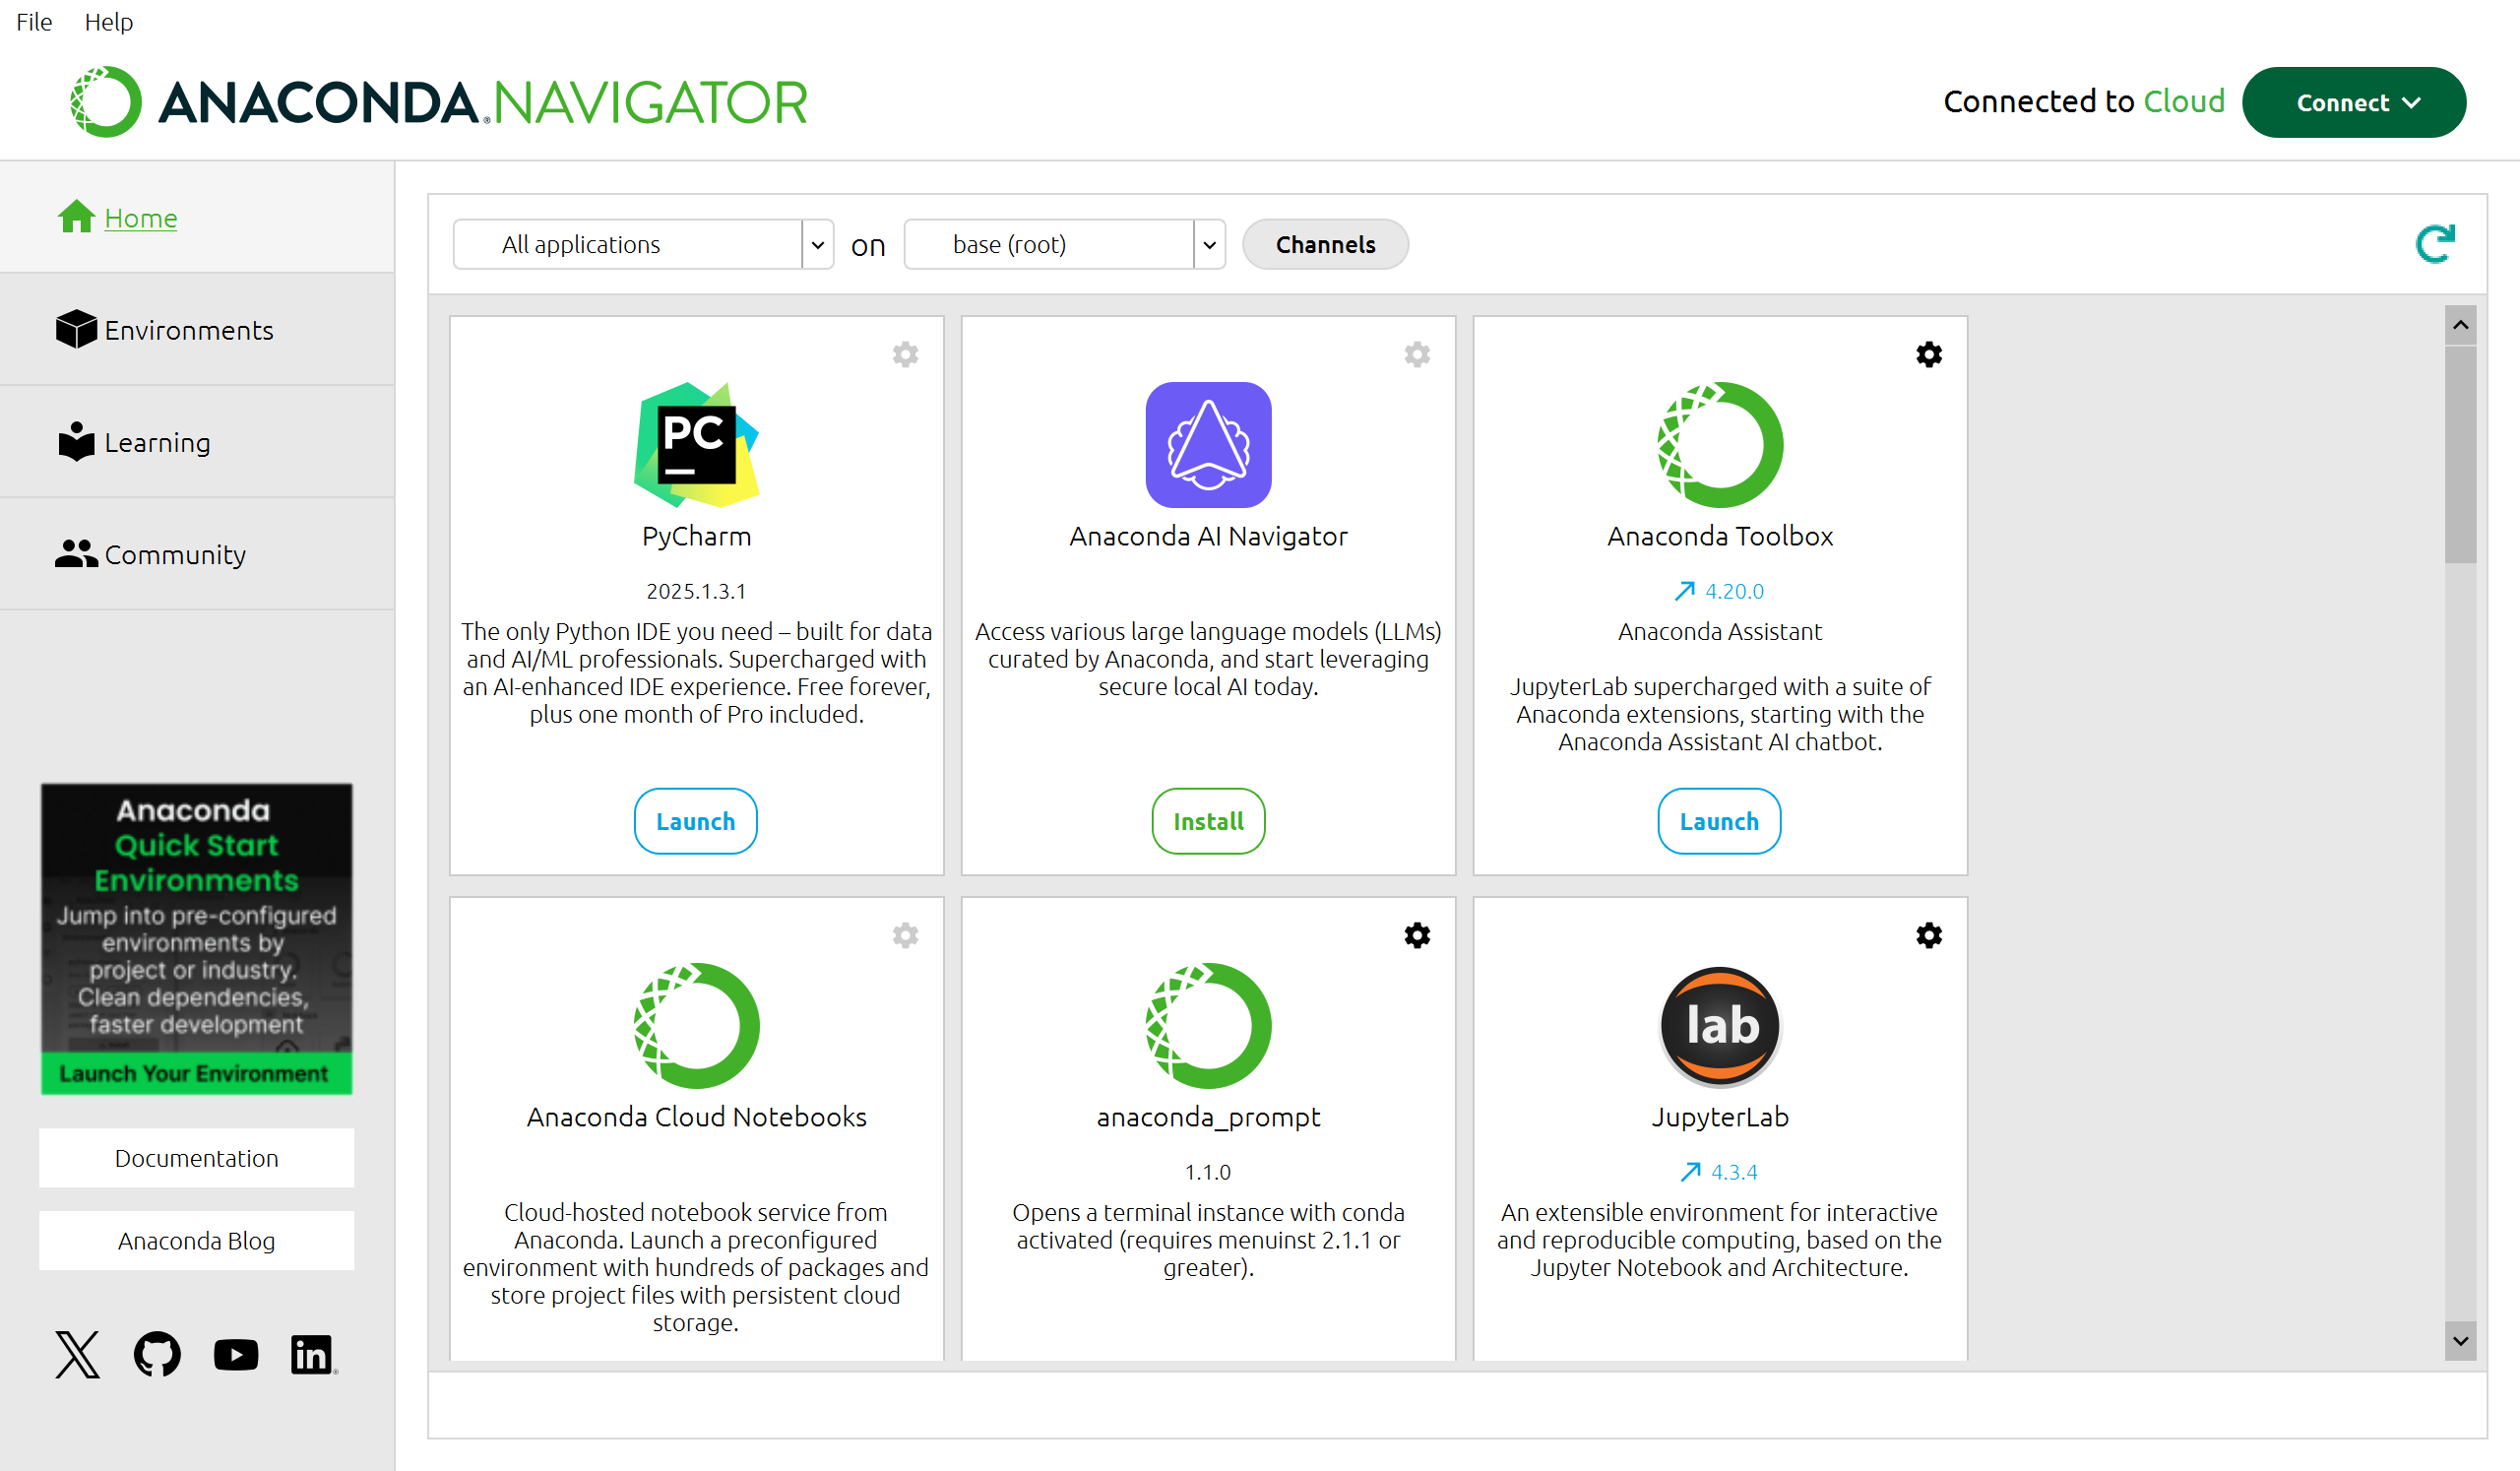 File Help
ANACONDA.NAVIGATOR
Connected to Cloud
Connect
Home
Environments
Learning
Community
Anaconda
Quick Start
Environments
Jump into pre-configured
environments by
project or industry.
Clean dependencies,
faster development
Launch Your Environment
Documentation
Anaconda Blog
All applications on base (root) Channels
PC
PyCharm
2025.1.3.1
The only Python IDE you need – built for data
and AI/ML professionals. Supercharged with
an AI-enhanced IDE experience. Free forever,
plus one month of Pro included.
Launch
Anaconda AI Navigator
Access various large language models (LLMs)
curated by Anaconda, and start leveraging
secure local AI today.
Install
Anaconda Toolbox
4.20.0
Anaconda Assistant
JupyterLab supercharged with a suite of
Anaconda extensions, starting with the
Anaconda Assistant AI chatbot.
Launch
Anaconda Cloud Notebooks
Cloud-hosted notebook service from
Anaconda. Launch a preconfigured
environment with hundreds of packages and
store project files with persistent cloud
storage.
anaconda_prompt
1.1.0
Opens a terminal instance with conda
activated (requires menuinst 2.1.1 or
greater).
lab
JupyterLab
4.3.4
An extensible environment for interactive
and reproducible computing, based on the
Jupyter Notebook and Architecture.